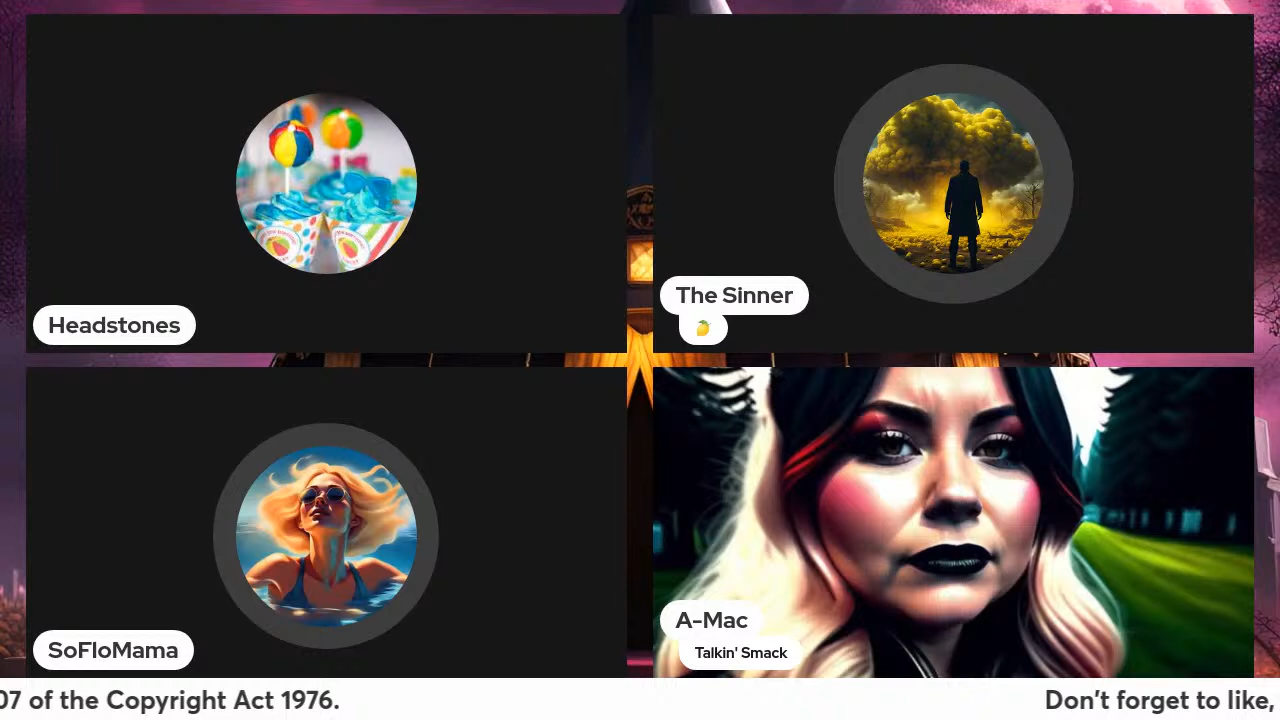 Headstones
The Sinner
🍋
SoFloMama
A-Mac
Talkin' Smack
07 of the Copyright Act 1976.
Don't forget to like,